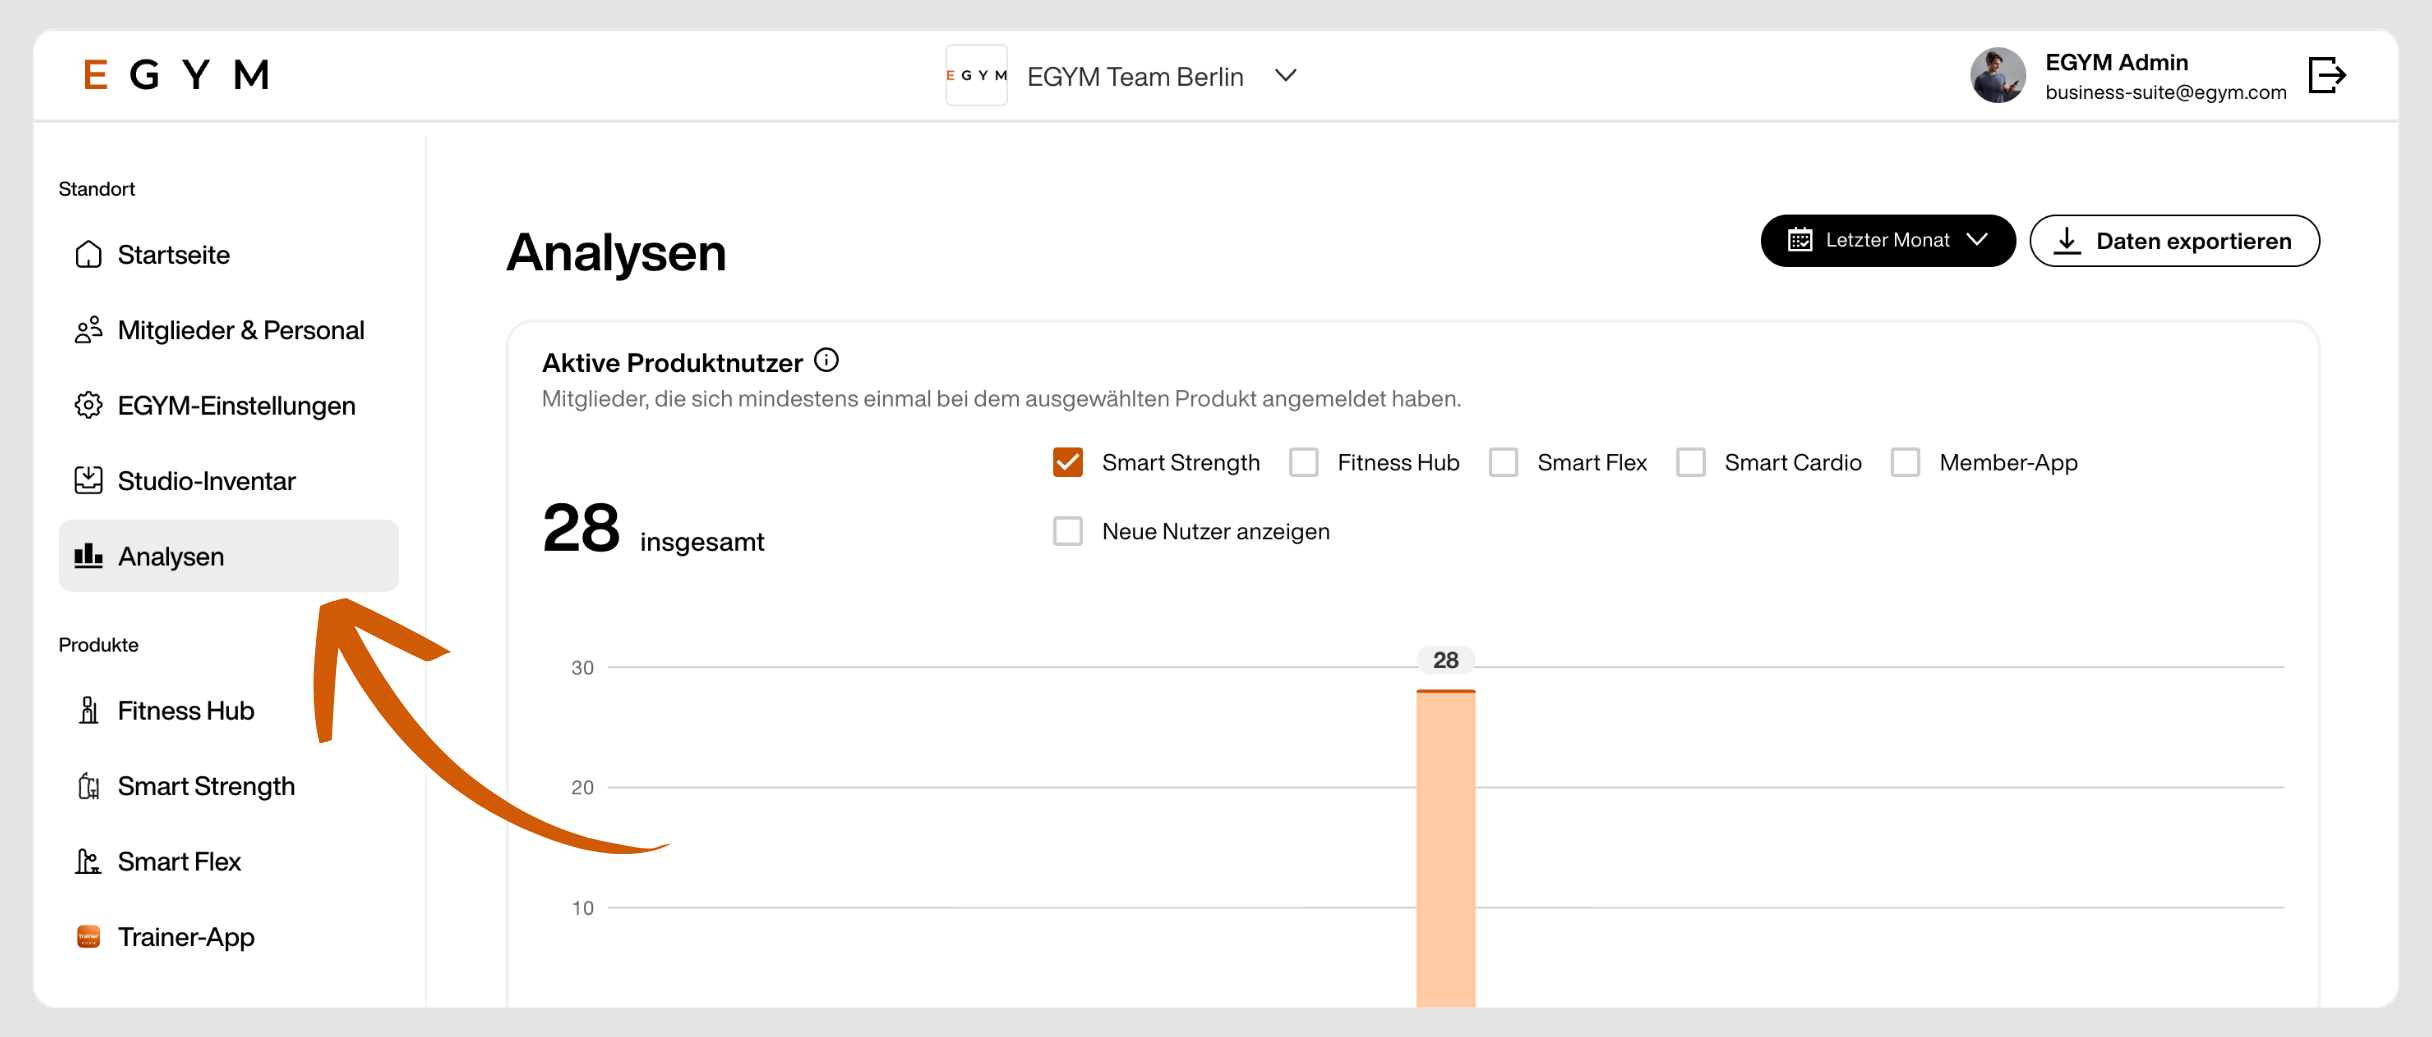 EGYM
EGYM EGYM Team Berlin
EGYM Admin
business-suite@egym.com
Standort
Startseite
Mitglieder & Personal
EGYM-Einstellungen
Studio-Inventar
Analysen
Produkte
Fitness Hub
Smart Strength
Smart Flex
Trainer-App
Analysen
Letzter Monat
Daten exportieren
Aktive Produktnutzer
Mitglieder, die sich mindestens einmal bei dem ausgewählten Produkt angemeldet haben.
28 insgesamt
Smart Strength Fitness Hub Smart Flex Smart Cardio Member-App
Neue Nutzer anzeigen
28
30
20
10